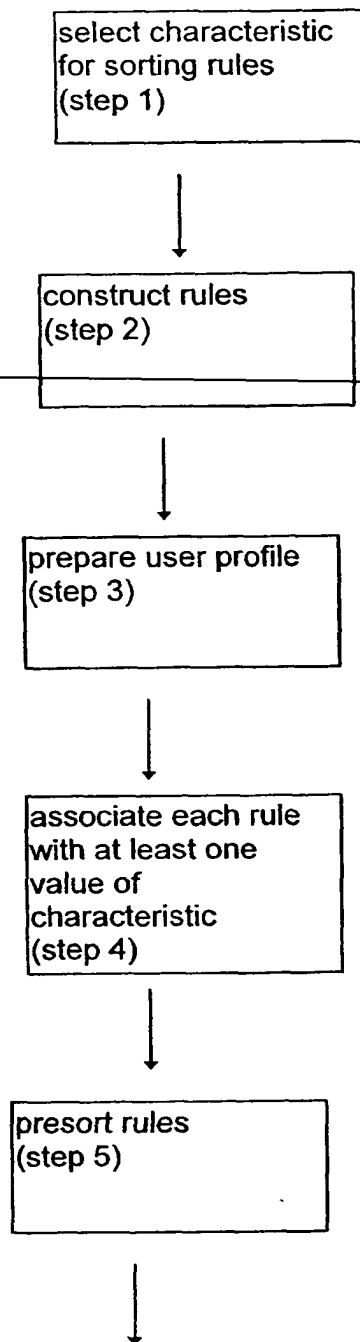 select characteristic
for sorting rules
(step 1)
construct rules
(step 2)
prepare user profile
(step 3)
associate each rule
with at least one
value of
characteristic
(step 4)
presort rules
(step 5)